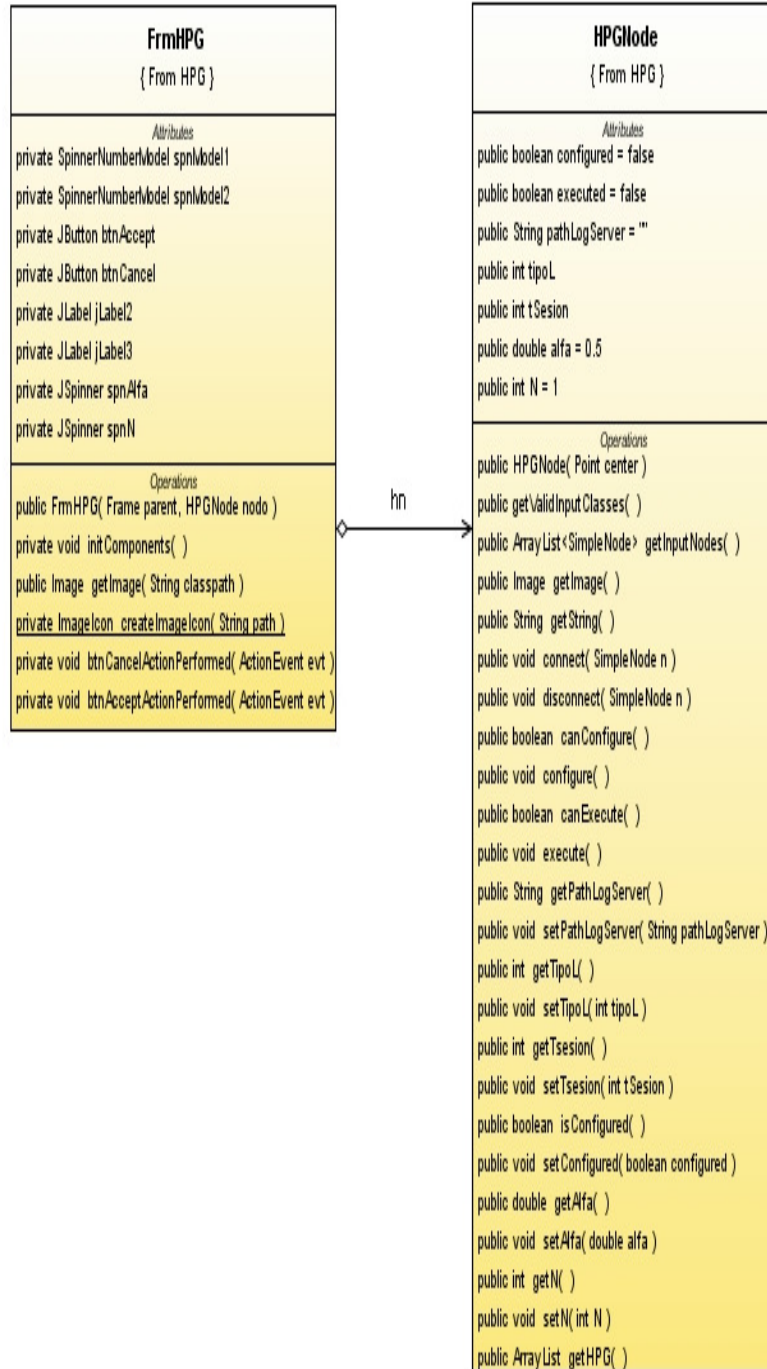 FrmHPG
{ From HPG }
Attributes
private SpinnerNumberModel spnModel1
private SpinnerNumberModel spnModel2
private JButton btnAccept
private JButton btnCancel
private JLabel jLabel2
private JLabel jLabel3
private JSpinner spnAlfa
private JSpinner spnN
Operations
public FrmHPG( Frame parent, HPGNode nodo )
private void initComponents( )
public Image getImage( String classpath )
private ImageIcon createImageIcon( String path )
private void btnCancelActionPerformed( ActionEvent evt )
private void btnAcceptActionPerformed( ActionEvent evt )
hn
HPGNode
{ From HPG }
Attributes
public boolean configured = false
public boolean executed = false
public String pathLogServer = ""
public int tipoL
public int tSesion
public double alfa = 0.5
public int N = 1
Operations
public HPGNode( Point center )
public getValidInputClasses( )
public ArrayList<SimpleNode> getInputNodes( )
public Image getImage( )
public String getString( )
public void connect( SimpleNode n )
public void disconnect( SimpleNode n )
public boolean canConfigure( )
public void configure( )
public boolean canExecute( )
public void execute( )
public String getPathLogServer( )
public void setPathLogServer( String pathLogServer )
public int getTipoL( )
public void setTipoL( int tipoL )
public int getTsesion( )
public void setTsesion( int tSesion )
public boolean isConfigured( )
public void setConfigured( boolean configured )
public double getAlfa( )
public void setAlfa( double alfa )
public int getN( )
public void setN( int N )
public ArrayList getHPG( )